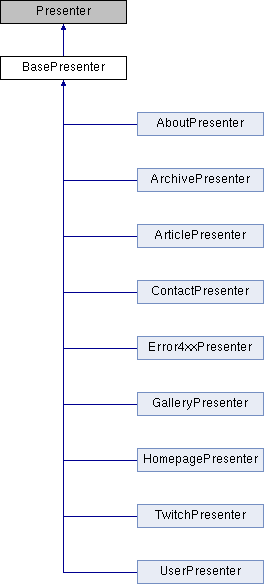 Presenter
BasePresenter
AboutPresenter
ArchivePresenter
ArticlePresenter
ContactPresenter
Error4xxPresenter
GalleryPresenter
HomepagePresenter
TwitchPresenter
UserPresenter